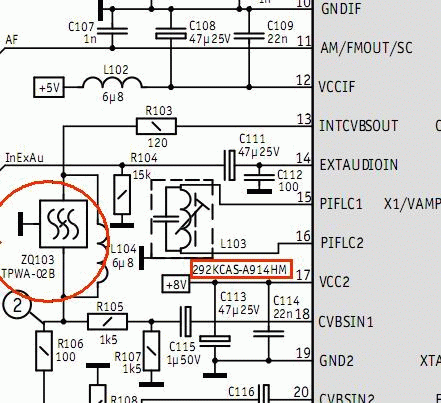 GNDIF
10
C107
1n
C108
47µ25V
1n
C109
22n
AF
11
AM/FMOUT/SC
L102
6µ8
+5V
12
VCCIF
13
INTCVBSOUT
R103
120
InExAu
R104
15k
C111
47µ25V
14
EXTAUDIOIN
C112
100
15
PIFLC1
X1/VAMP
16
PIFLC2
L103
L104
6µ8
ZQ103
TPWA-02B
292KCAS-A914HM
+8V
17
VCC2
2
R105
1k5
C113
47µ25V
C114
22n
18
CVBSIN1
R106
100
R107
1k5
C115
1µ50V
19
GND2
XTA
R108
C116
20
CVBSIN2